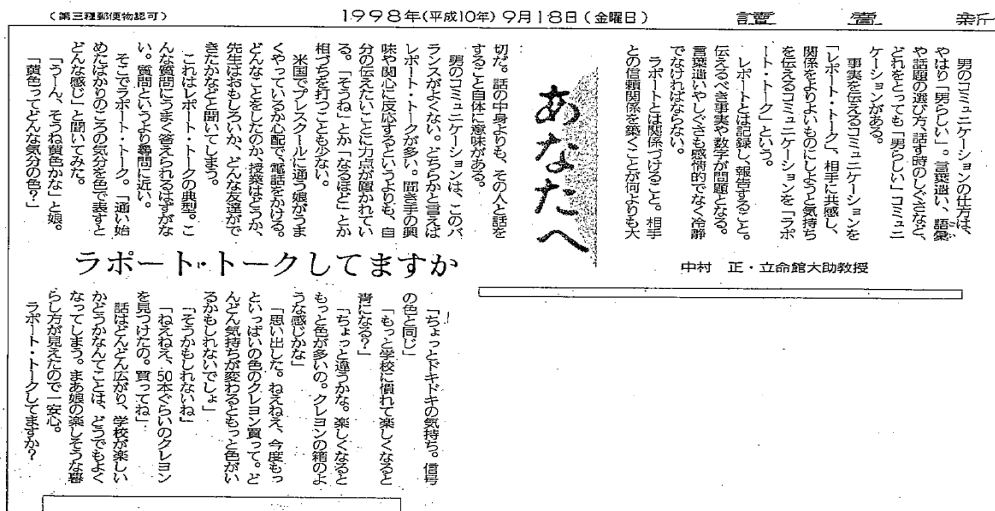 (第三種郵便物認可)
1998年(平成10年)9月18日(金曜日)
讀賣新
あなたへ
中村 正・立命館大助教授
ラポート・トークしてますか
男のコミュニケーションの仕方は、
やはり「男らしい」。言葉遣い、語彙
や話題の選び方、話す時のしぐさなど、
どれをとっても「男らしい」コミュニ
ケーションがある。
事実を伝えるコミュニケーションを
「レポート・トーク」、相手に共感し、
関係をよりよいものにしようと気持ち
を伝えるコミュニケーションを「ラポ
ート・トーク」という。
レポートとは記録し、報告すること。
伝えるべき事実や数字が問題となる。
言葉遣いやしぐさも感情的でなく冷静
でなければならない。
ラポートとは関係づけること。相手
との信頼関係を築くことが何よりも大
切だ。話の中身よりも、その人と話を
すること自体に意味がある。
男のコミュニケーションは、このバ
ランスがよくない。どちらかと言えば
レポート・トークが多い。聞き手の興
味や関心に反応するというよりも、自
分の伝えたいことに力点が置かれてい
る。「そうね」とか「なるほど」とか
相づちを打つことも少ない。
米国でプレスクールに通う娘がうま
くやっているか心配で、電話をかける。
どんなことをしたのか、授業はどうか、
先生はおもしろいか、どんな友達がで
きたかなどと聞いてしまう。
これはレポート・トークの典型。こ
んな質問にうまく答えられるはずがな
い。質問というより尋問に近い。
そこでラポート・トーク。「通い始
めたばかりのころの気分を色で表すと
どんな感じ」と聞いてみた。
「うーん、そうね黄色かな」と娘。
「黄色ってどんな気分の色?」
「ちょっとドキドキの気持ち。信号
の色と同じ」
「もっと学校に慣れて楽しくなると
青になる?」
「ちょっと違うかな。楽しくなると
もっと色が多いの。クレヨンの箱のよ
うな感じかな」
「思い出した。ねえねえ、今度もっ
といっぱいの色のクレヨン買って。ど
んどん気持ちが変わるともっと色がい
るかもしれないでしょ」
「そうかもしれないね」
「ねえねえ、50本ぐらいのクレヨン
を見つけたの。買ってね」
話はどんどん広がり、学校が楽しい
かどうかなんてことは、どうでもよく
なってしまう。まあ娘の楽しそうな暮
らし方が見えたので一安心。
ラポート・トークしてますか?